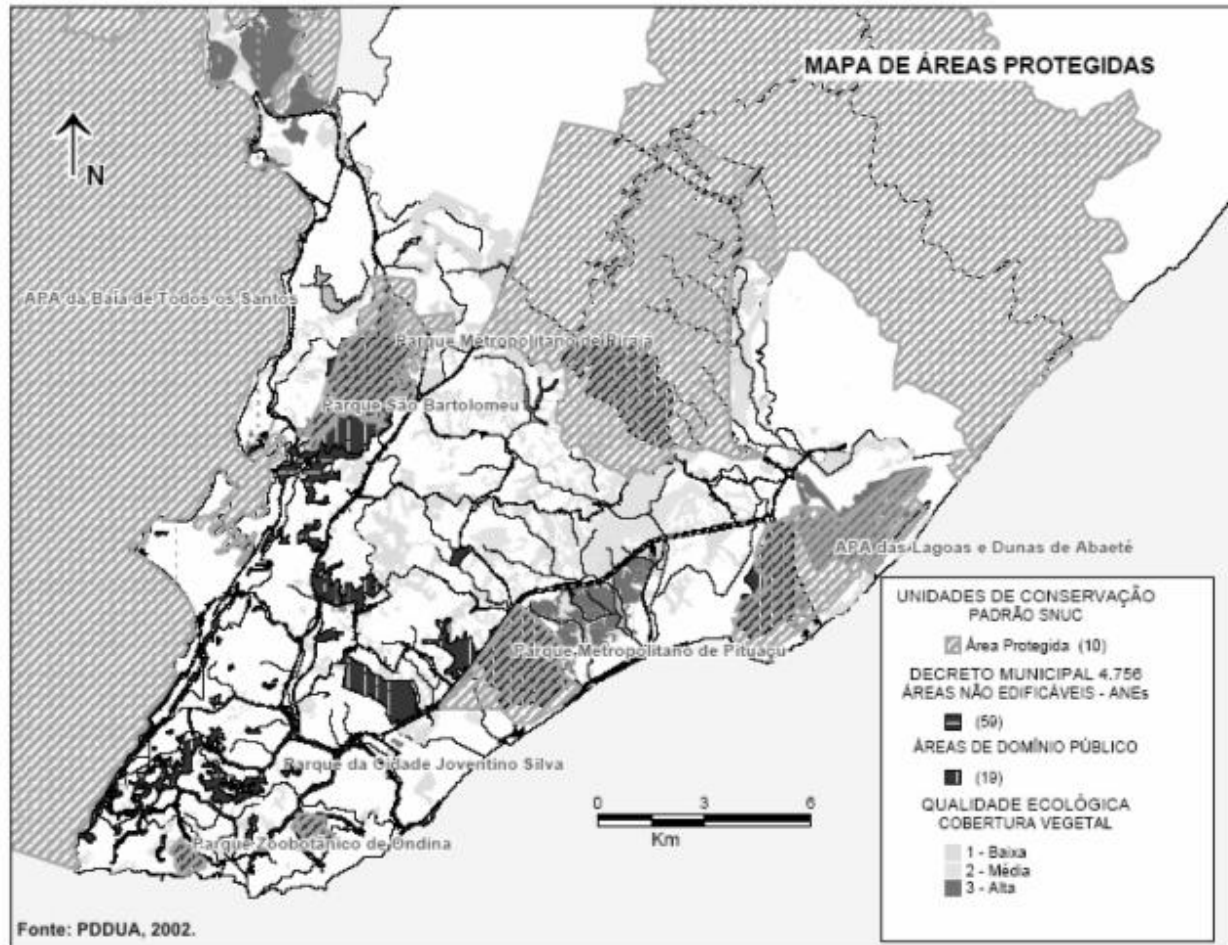 MAPA DE ÁREAS PROTEGIDAS
N
APA da Baía de Todos os Santos
Parque Metropolitano de Pirajá
Parque São Bartolomeu
APA das Lagoas e Dunas de Abaeté
Parque Metropolitano de Pituaçu
Parque da Cidade Joventino Silva
Parque Zoobotânico de Ondina
0 3 6
Km
UNIDADES DE CONSERVAÇÃO
PADRÃO SNUC
Área Protegida (10)
DECRETO MUNICIPAL 4.756
ÁREAS NÃO EDIFICÁVEIS - ANEs
(59)
ÁREAS DE DOMÍNIO PÚBLICO
(19)
QUALIDADE ECOLÓGICA
COBERTURA VEGETAL
1 - Baixa
2 - Média
3 - Alta
Fonte: PDDUA, 2002.